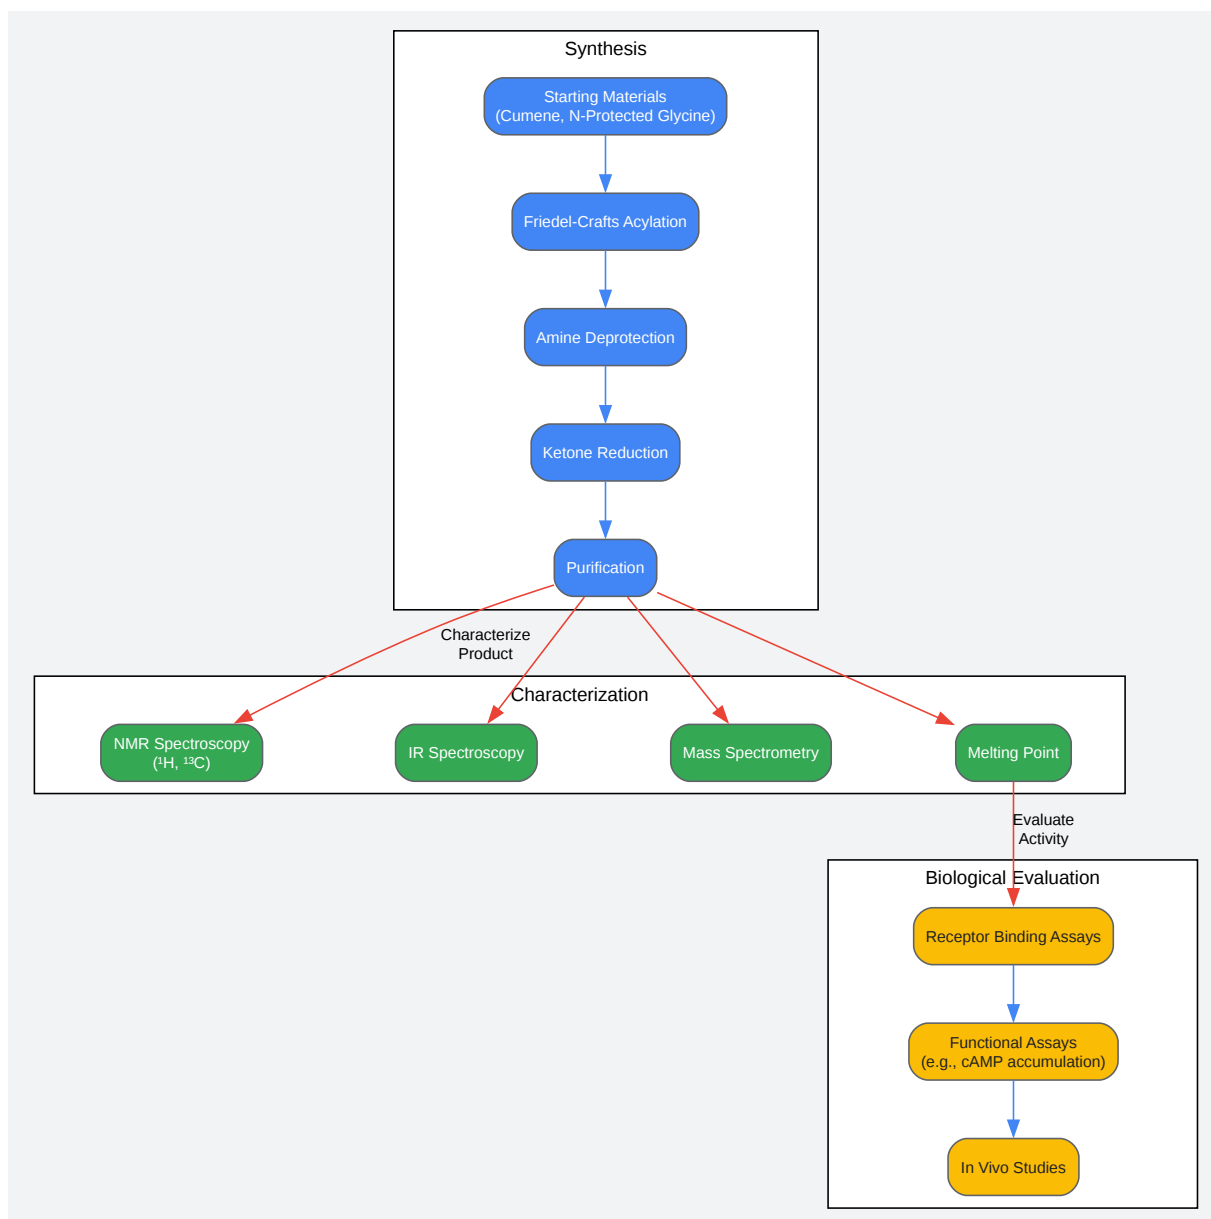 Synthesis
Starting Materials
(Cumene, N-Protected Glycine)
Friedel-Crafts Acylation
Amine Deprotection
Ketone Reduction
Purification
Characterize
Product
Characterization
NMR Spectroscopy
(¹H, ¹³C)
IR Spectroscopy
Mass Spectrometry
Melting Point
Evaluate
Activity
Biological Evaluation
Receptor Binding Assays
Functional Assays
(e.g., cAMP accumulation)
In Vivo Studies